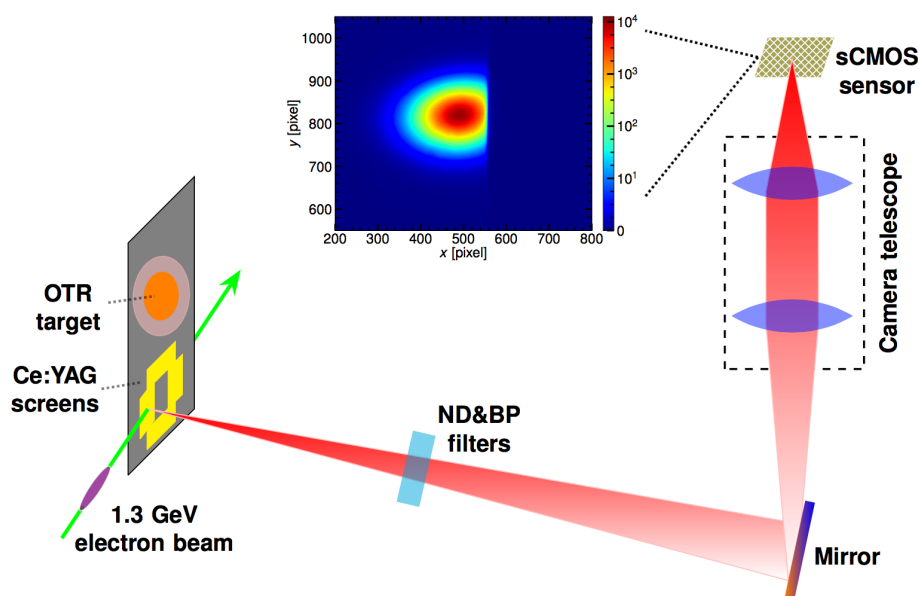 1050
1000
900
800
700
600
y [pixel]
200 300 400 500 600 700 800
x [pixel]
10⁴
10³
10²
10¹
0
sCMOS
sensor
Camera telescope
OTR
target
Ce:YAG
screens
ND&BP
filters
1.3 GeV
electron beam
Mirror